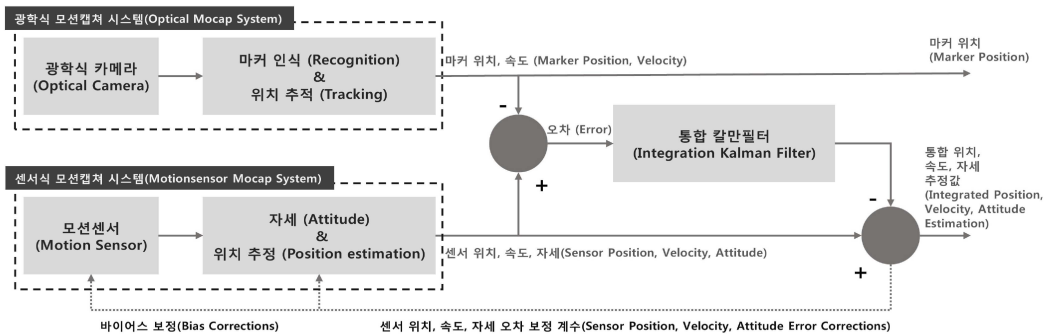 광학식 모션캡쳐 시스템(Optical Mocap System)
광학식 카메라
(Optical Camera)
마커 인식 (Recognition)
&
위치 추적 (Tracking)
마커 위치, 속도 (Marker Position, Velocity)
마커 위치
(Marker Position)
-
오차 (Error)
+
통합 칼만필터
(Integration Kalman Filter)
센서식 모션캡쳐 시스템(Motionsensor Mocap System)
모션센서
(Motion Sensor)
자세 (Attitude)
&
위치 추정 (Position estimation)
센서 위치, 속도, 자세(Sensor Position, Velocity, Attitude)
-
+
통합 위치,
속도, 자세
추정값
(Integrated Position,
Velocity, Attitude
Estimation)
바이어스 보정(Bias Corrections)
센서 위치, 속도, 자세 오차 보정 계수(Sensor Position, Velocity, Attitude Error Corrections)